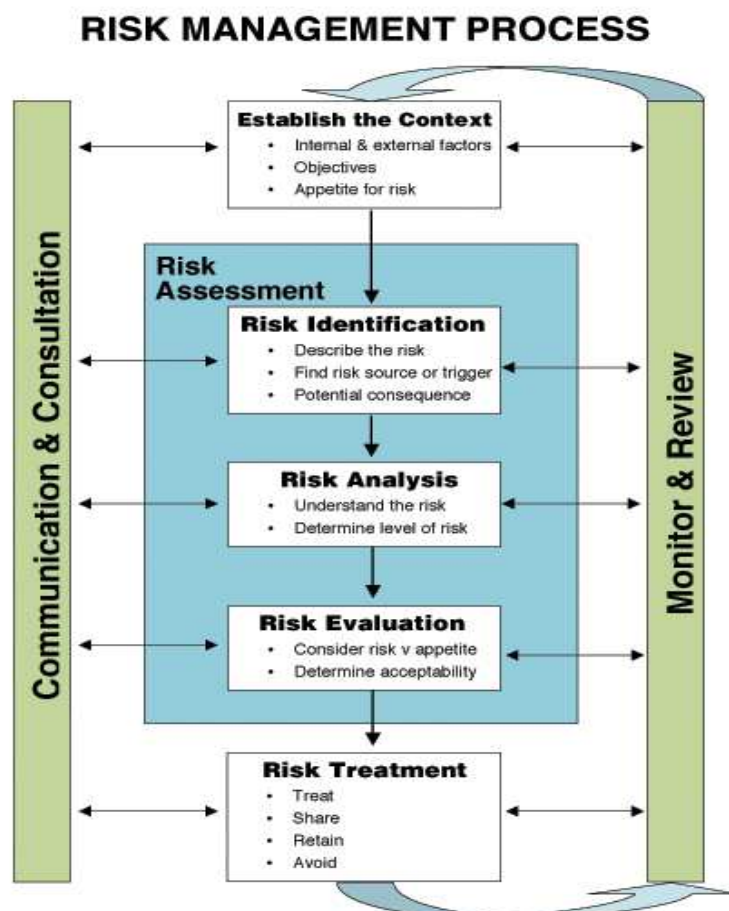 RISK MANAGEMENT PROCESS
Communication & Consultation
Establish the Context
• Internal & external factors
• Objectives
• Appetite for risk
Risk
Assessment
Risk Identification
• Describe the risk
• Find risk source or trigger
• Potential consequence
Risk Analysis
• Understand the risk
• Determine level of risk
Risk Evaluation
• Consider risk v appetite
• Determine acceptability
Risk Treatment
• Treat
• Share
• Retain
• Avoid
Monitor & Review